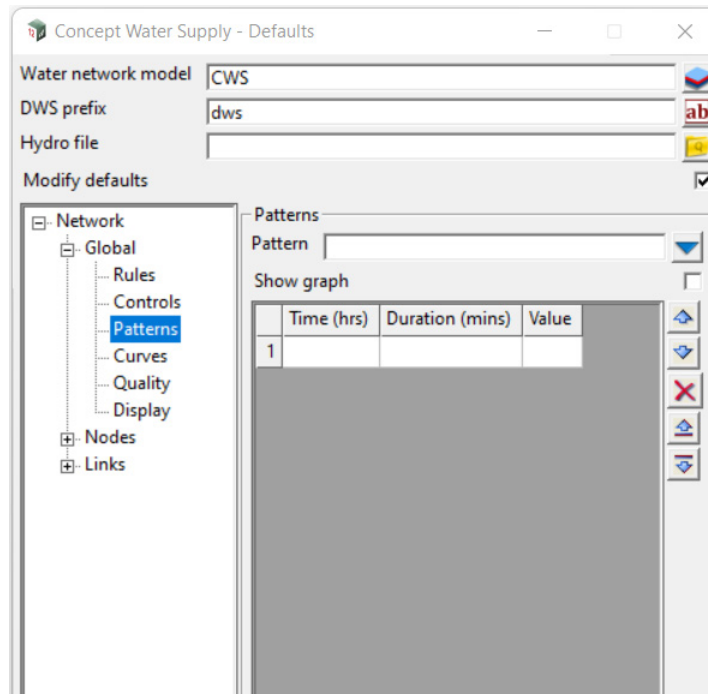 Concept Water Supply - Defaults
Water network model CWS
DWS prefix dws ab
Hydro file
Modify defaults
Network
Global
Rules
Controls
Patterns
Curves
Quality
Display
Nodes
Links
Patterns
Pattern
Show graph
Time (hrs) Duration (mins) Value
1